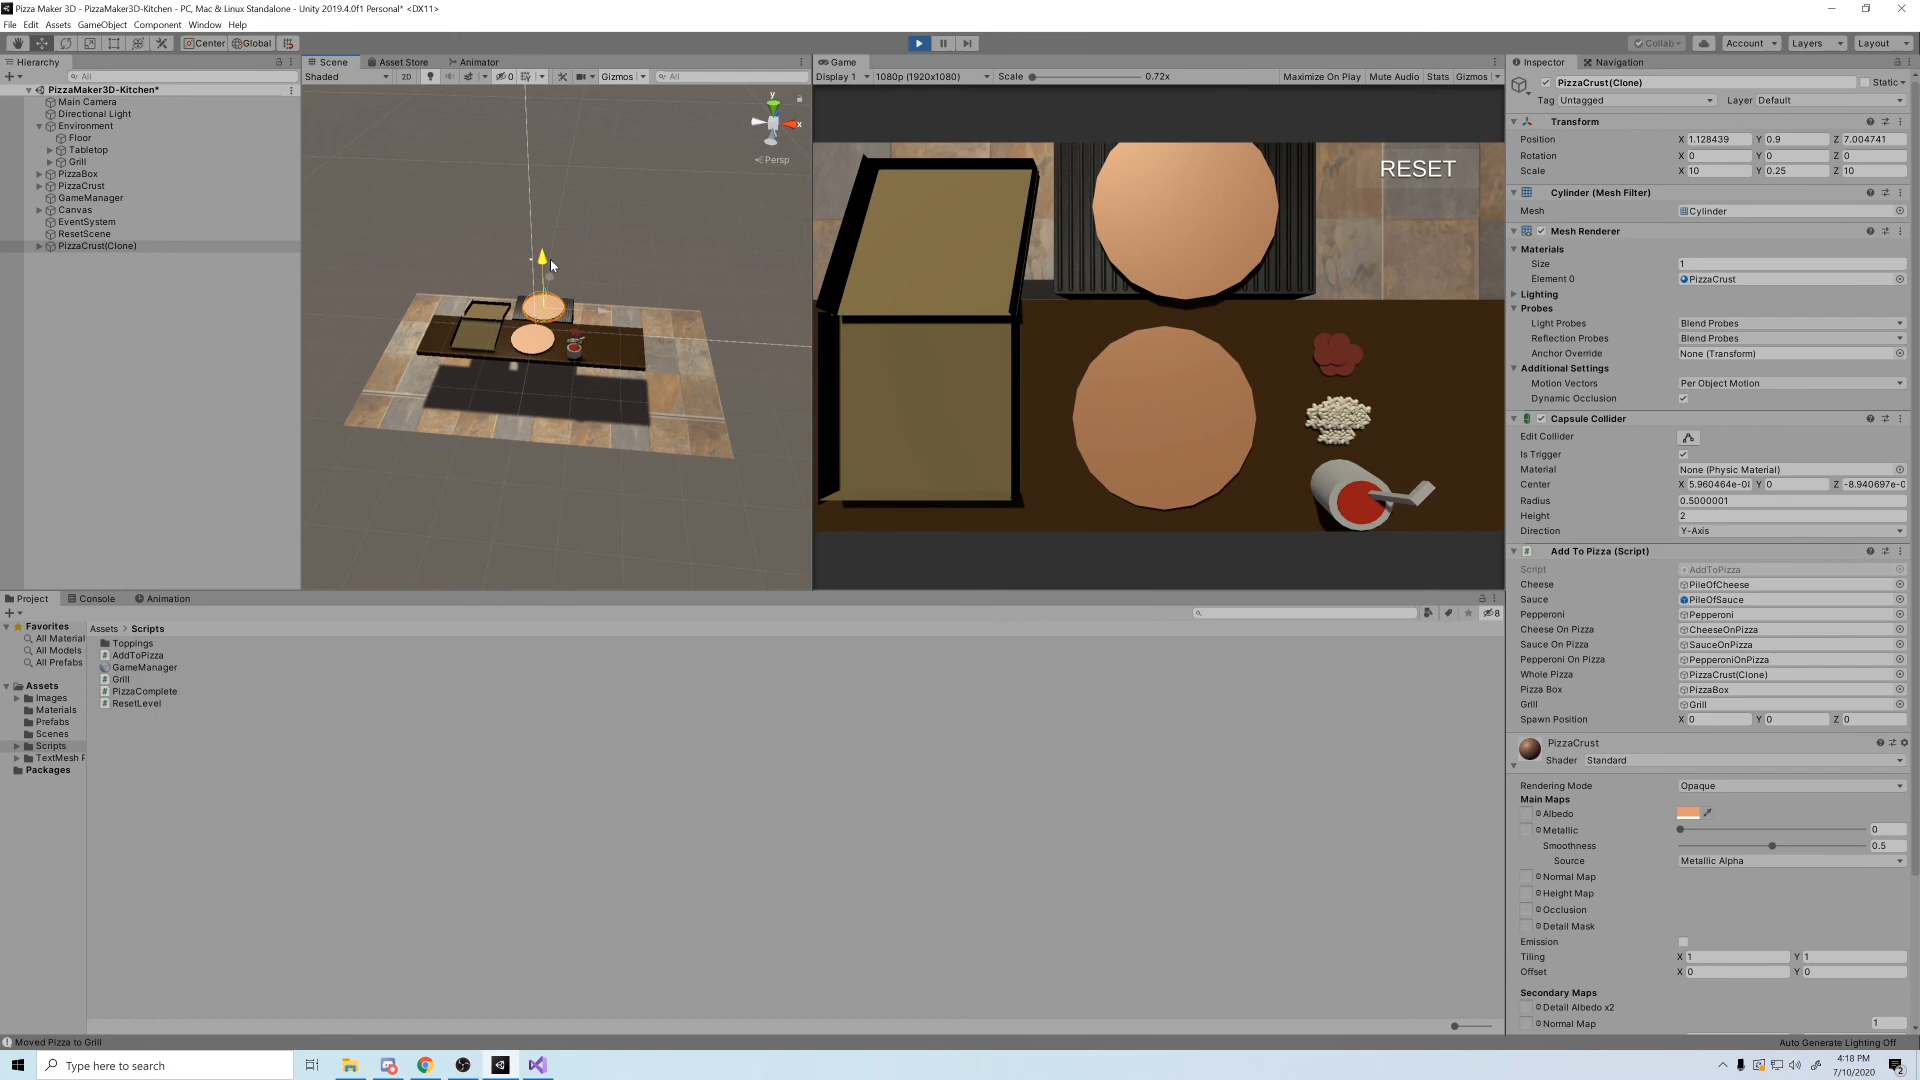 Pizza Maker 3D - PizzaMaker3D-Kitchen - PC, Mac & Linux Standalone - Unity 2019.4.0f1 Personal* <DX11>
File Edit Assets GameObject Component Window Help
Center Global
Collab Account Layers Layout
Hierarchy
All
PizzaMaker3D-Kitchen*
Main Camera
Directional Light
Environment
Floor
Tabletop
Grill
PizzaBox
PizzaCrust
GameManager
Canvas
EventSystem
ResetScene
PizzaCrust(Clone)
Scene Asset Store Animator
Shaded 2D 0 Gizmos All
y
x
Persp
Game
Display 1 1080p (1920x1080) Scale 0.72x Maximize On Play Mute Audio Stats Gizmos
RESET
Inspector Navigation
PizzaCrust(Clone) Static
Tag Untagged Layer Default
Transform
Position X 1.128439 Y 0.9 Z 7.004741
Rotation X 0 Y 0 Z 0
Scale X 10 Y 0.25 Z 10
Cylinder (Mesh Filter)
Mesh Cylinder
Mesh Renderer
Materials
Size 1
Element 0 PizzaCrust
Lighting
Probes
Light Probes Blend Probes
Reflection Probes Blend Probes
Anchor Override None (Transform)
Additional Settings
Motion Vectors Per Object Motion
Dynamic Occlusion
Capsule Collider
Edit Collider
Is Trigger
Material None (Physic Material)
Center X 5.960464e-0 Y 0 Z -8.940697e-0
Radius 0.5000001
Height 2
Direction Y-Axis
Add To Pizza (Script)
Script AddToPizza
Cheese PileOfCheese
Sauce PileOfSauce
Pepperoni Pepperoni
Cheese On Pizza CheeseOnPizza
Sauce On Pizza SauceOnPizza
Pepperoni On Pizza PepperoniOnPizza
Whole Pizza PizzaCrust(Clone)
Pizza Box PizzaBox
Grill Grill
Spawn Position X 0 Y 0 Z 0
PizzaCrust
Shader Standard
Rendering Mode Opaque
Main Maps
Albedo
Metallic 0
Smoothness 0.5
Source Metallic Alpha
Normal Map
Height Map
Occlusion
Detail Mask
Emission
Tiling X 1 Y 1
Offset X 0 Y 0
Secondary Maps
Detail Albedo x2
Normal Map 1
Project Console Animation
8
Favorites
All Material
All Models
All Prefabs
Assets
Images
Materials
Prefabs
Scenes
Scripts
TextMesh P
Packages
Assets > Scripts
Toppings
AddToPizza
GameManager
Grill
PizzaComplete
ResetLevel
Moved Pizza to Grill
Auto Generate Lighting Off
Type here to search
4:18 PM
7/10/2020
2